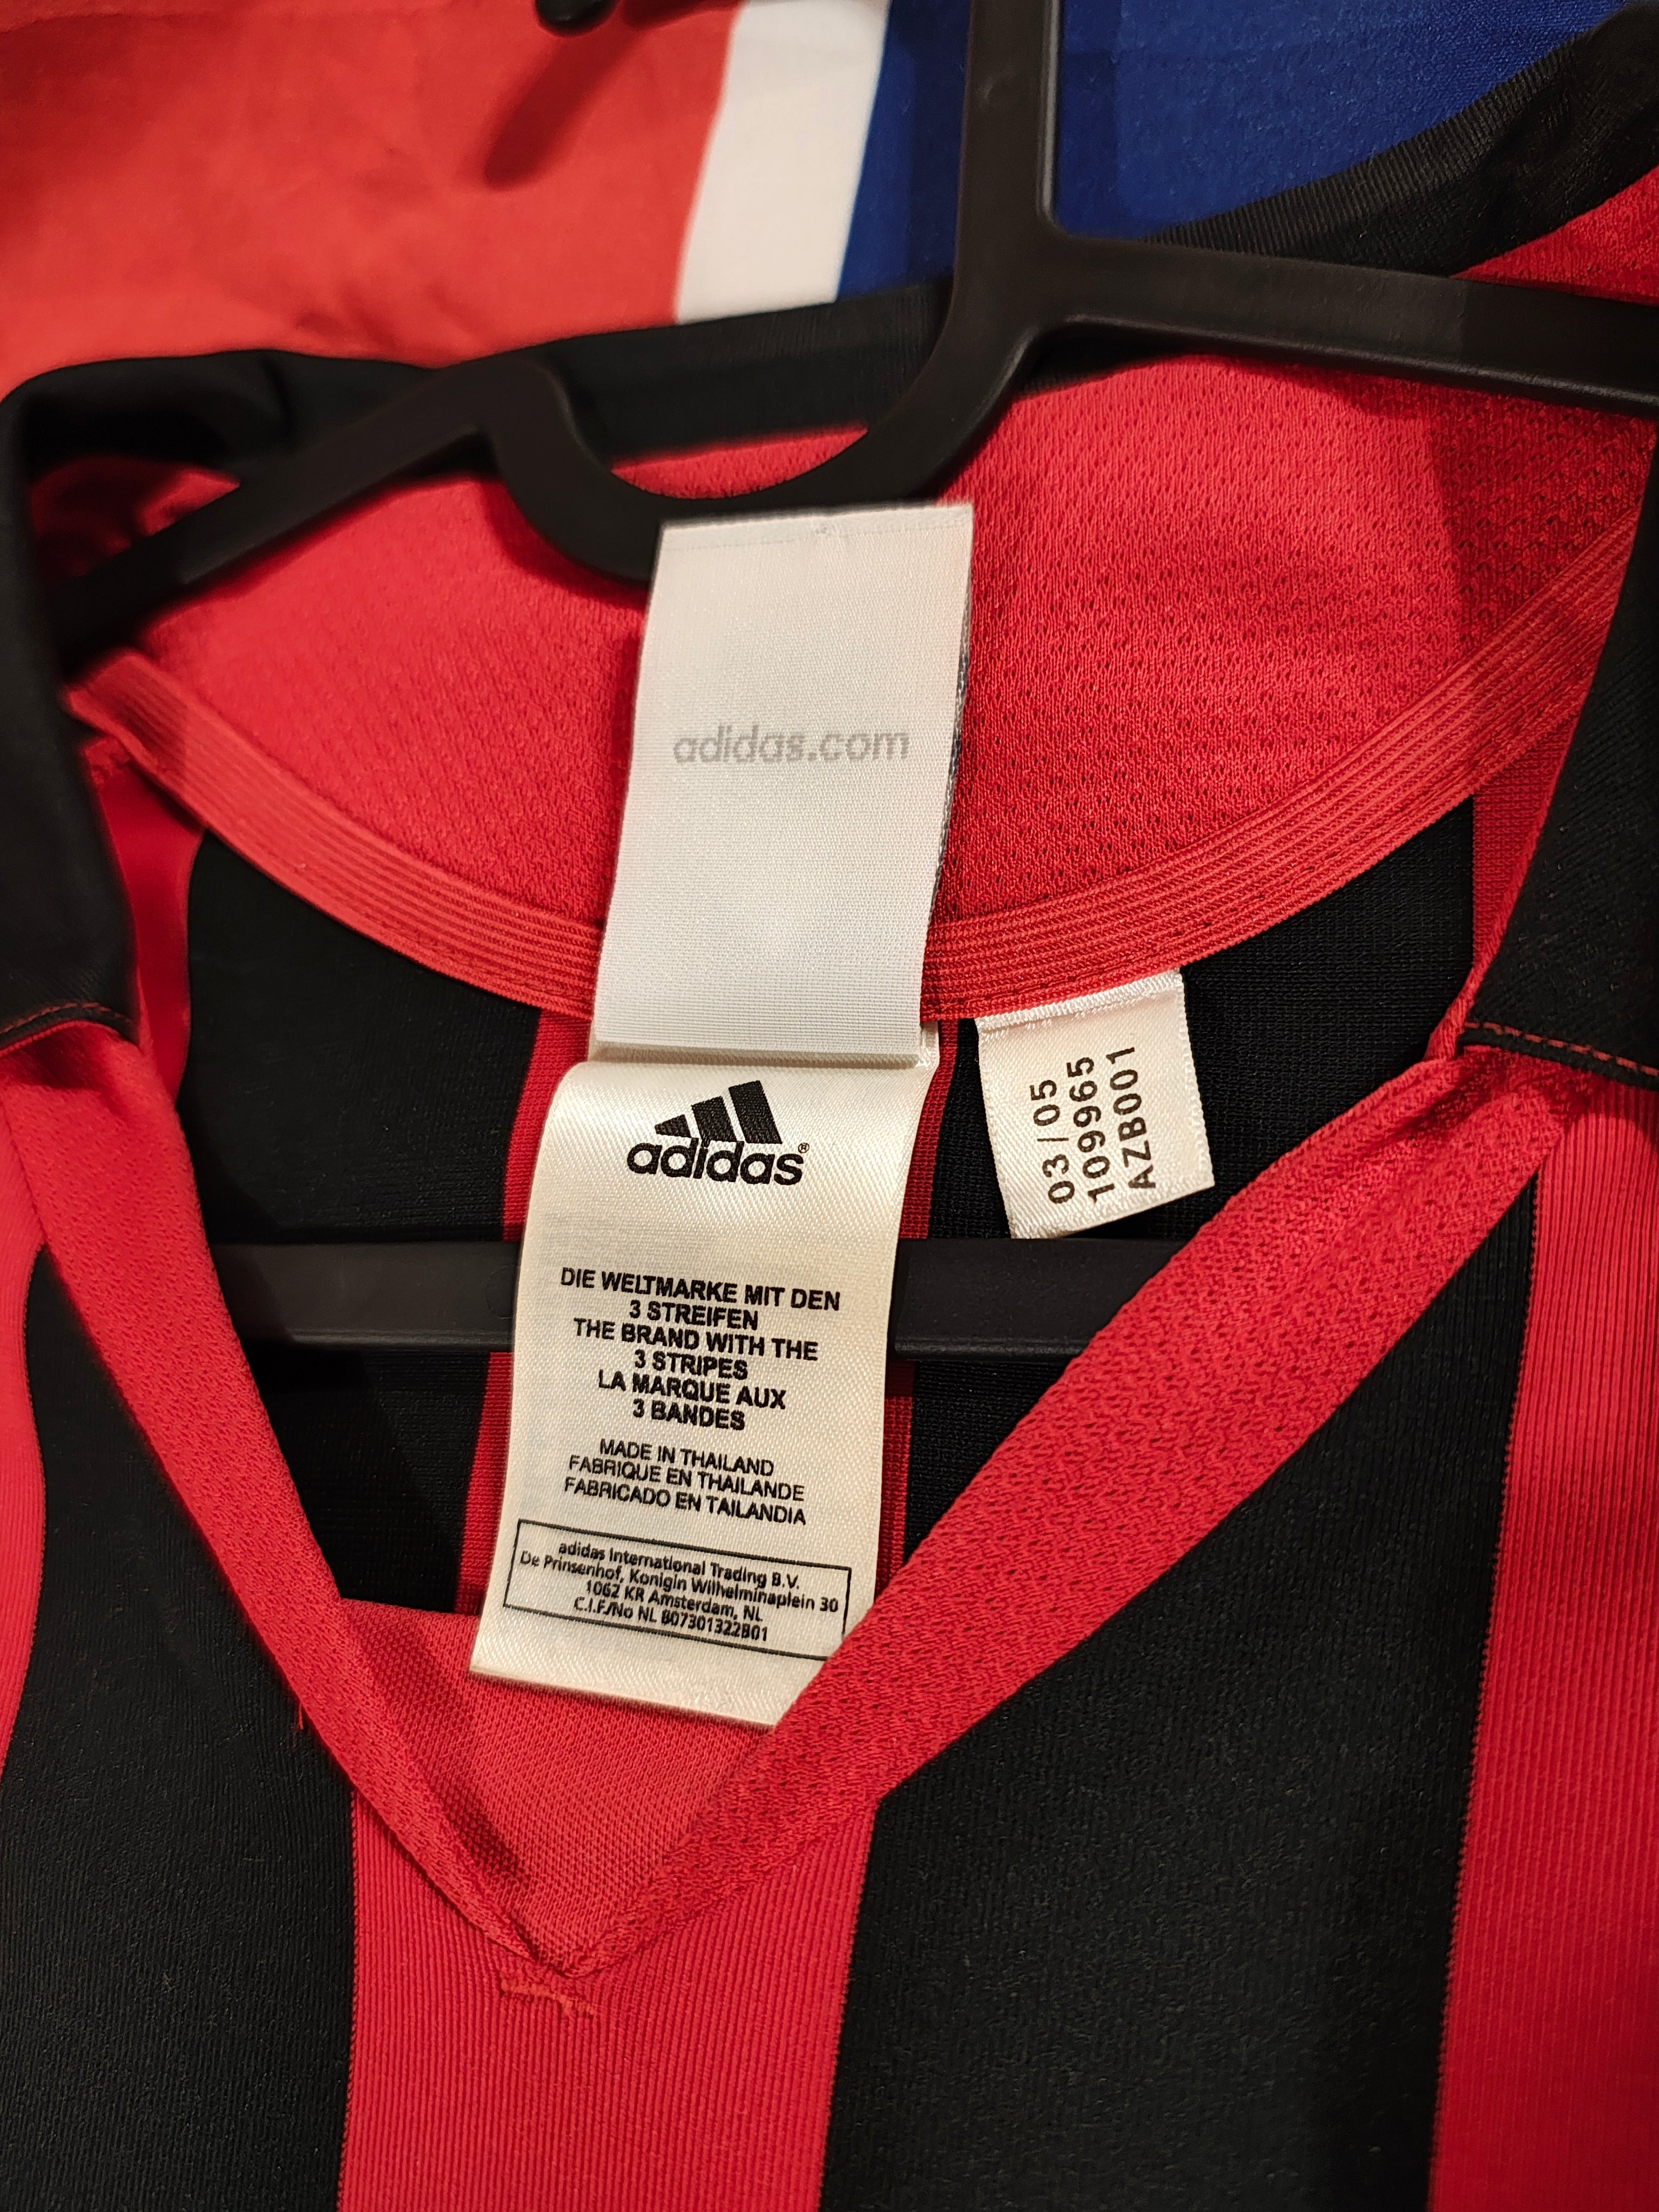 adidas.com
adidas®
DIE WELTMARKE MIT DEN
3 STREIFEN
THE BRAND WITH THE
3 STRIPES
LA MARQUE AUX
3 BANDES
MADE IN THAILAND
FABRIQUE EN THAILANDE
FABRICADO EN TAILANDIA
adidas International Trading B.V.
De Prinsenhof, Konigin Wilhelminaplein 30
1062 KR Amsterdam, NL
C.I.F./No NL 807301322B01
03/05
109965
AZB001